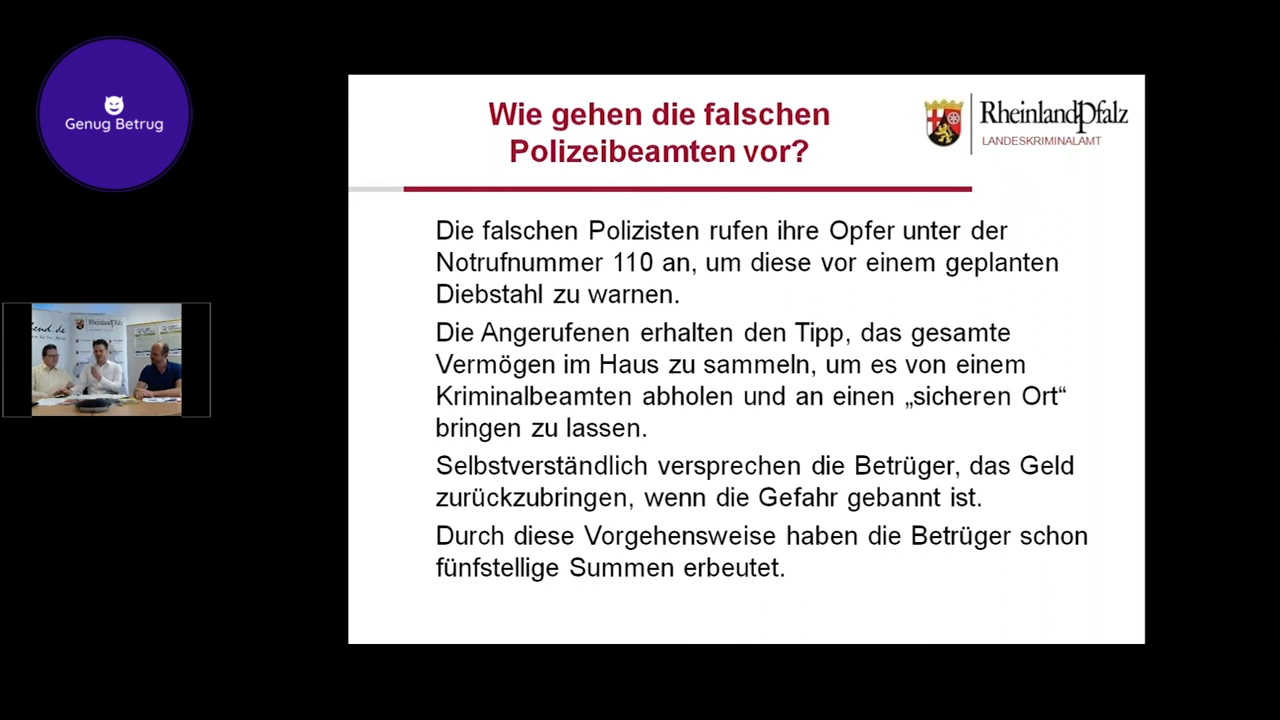 Genug Betrug
Wie gehen die falschen
Polizeibeamten vor?
RheinlandPfalz
LANDESKRIMINALAMT
Die falschen Polizisten rufen ihre Opfer unter der
Notrufnummer 110 an, um diese vor einem geplanten
Diebstahl zu warnen.
Die Angerufenen erhalten den Tipp, das gesamte
Vermögen im Haus zu sammeln, um es von einem
Kriminalbeamten abholen und an einen „sicheren Ort“
bringen zu lassen.
Selbstverständlich versprechen die Betrüger, das Geld
zurückzubringen, wenn die Gefahr gebannt ist.
Durch diese Vorgehensweise haben die Betrüger schon
fünfstellige Summen erbeutet.
RheinlandPfalz